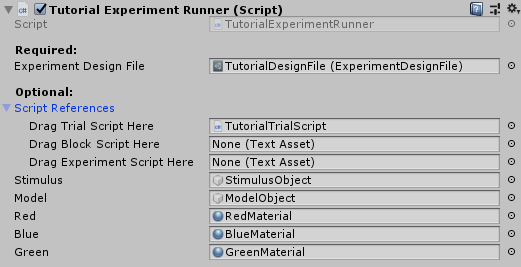 Tutorial Experiment Runner (Script)
Script TutorialExperimentRunner
Required:
Experiment Design File TutorialDesignFile (ExperimentDesignFile)
Optional:
Script References
Drag Trial Script Here TutorialTrialScript
Drag Block Script Here None (Text Asset)
Drag Experiment Script Here None (Text Asset)
Stimulus StimulusObject
Model ModelObject
Red RedMaterial
Blue BlueMaterial
Green GreenMaterial